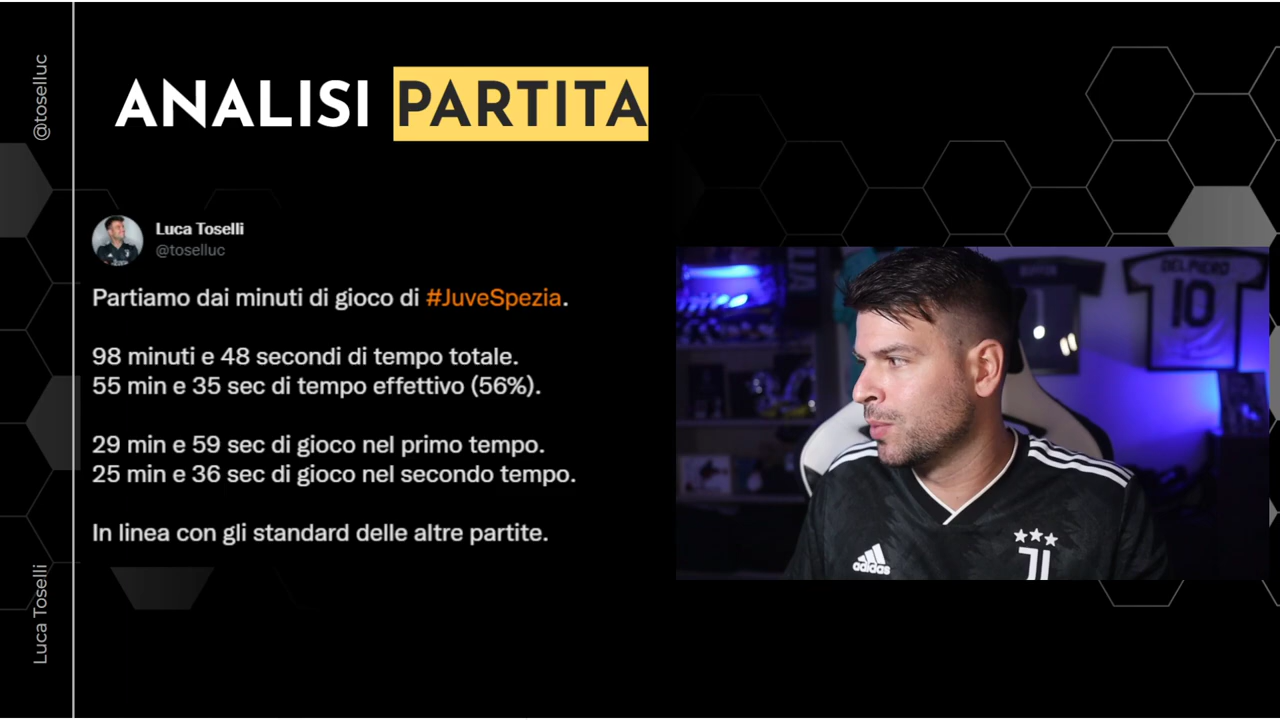 @toselluc
ANALISI PARTITA
Luca Toselli
@toselluc
Partiamo dai minuti di gioco di #JuveSpezia.
98 minuti e 48 secondi di tempo totale.
55 min e 35 sec di tempo effettivo (56%).
29 min e 59 sec di gioco nel primo tempo.
25 min e 36 sec di gioco nel secondo tempo.
In linea con gli standard delle altre partite.
Luca Toselli
DEL PIERO
10
adidas